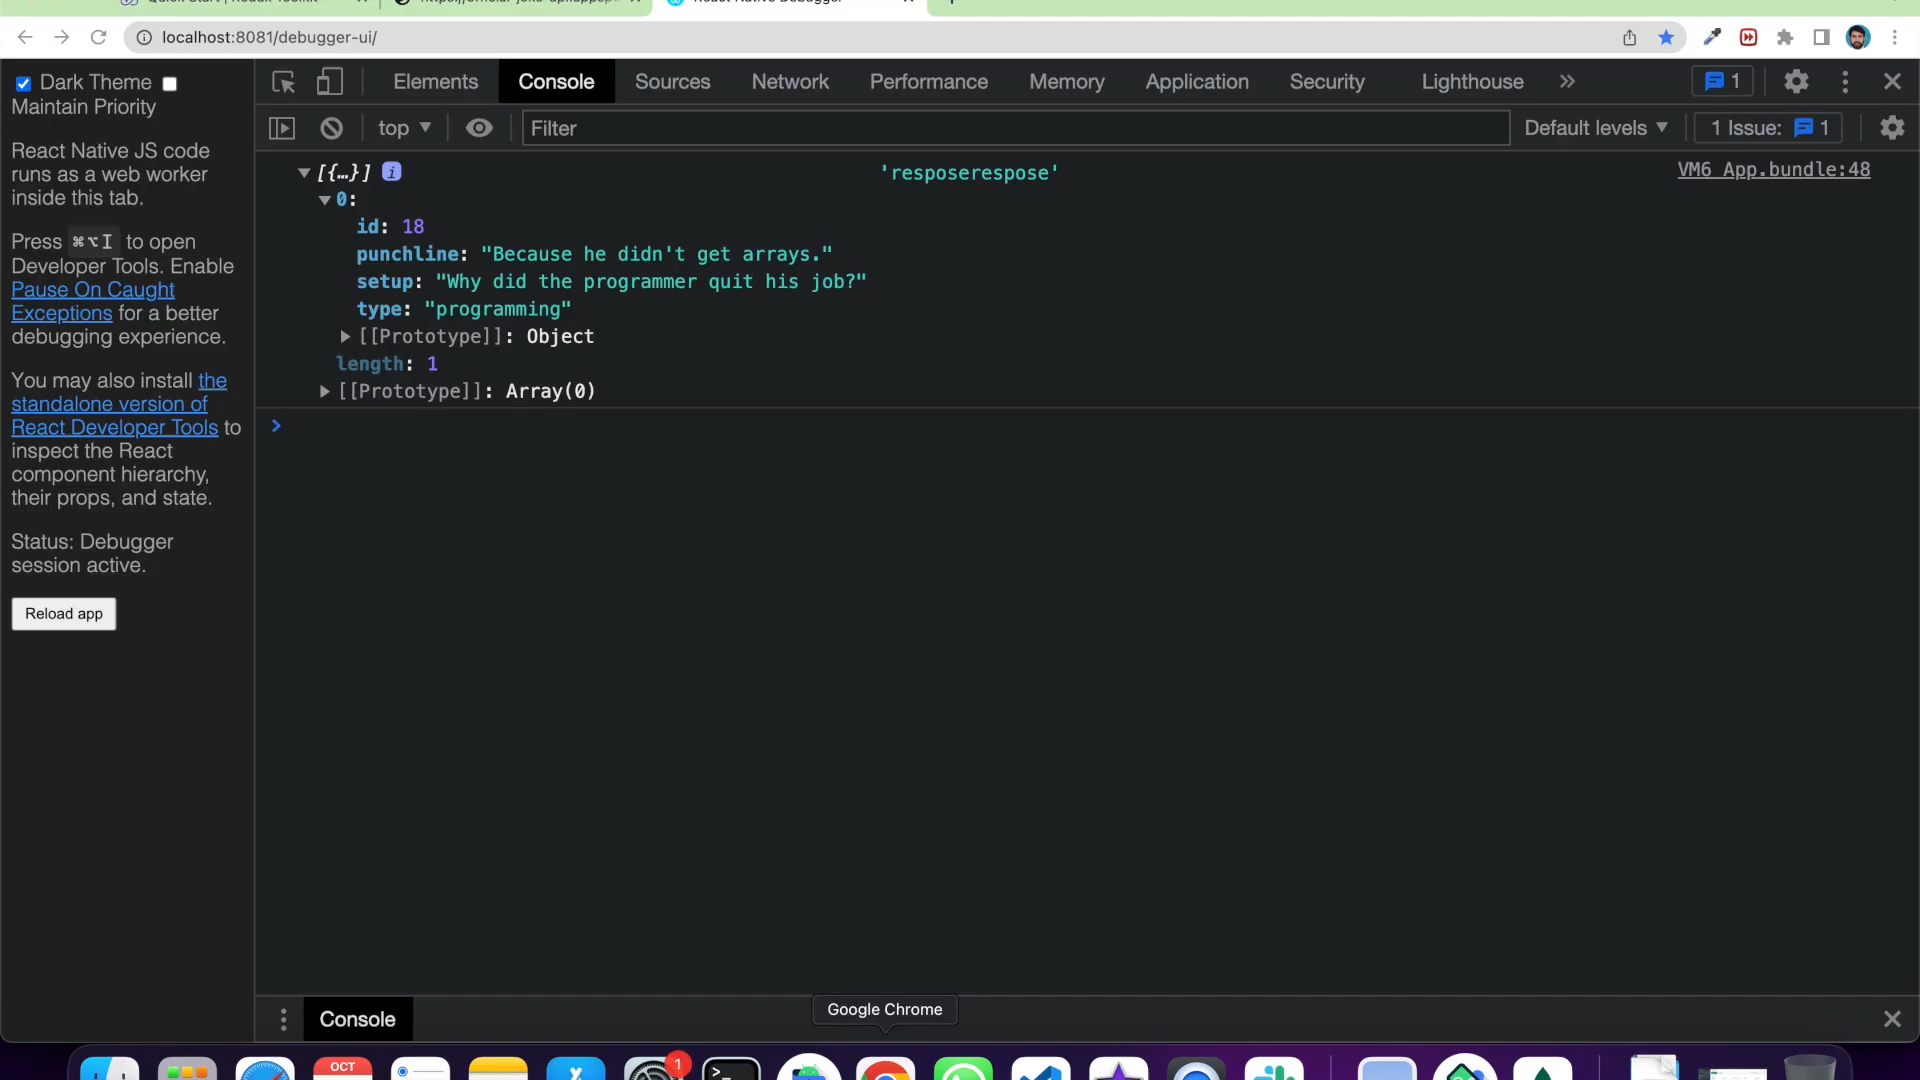 localhost:8081/debugger-ui/
Dark Theme
Maintain Priority
React Native JS code
runs as a web worker
inside this tab.
Press ⌘⌥I to open
Developer Tools. Enable
Pause On Caught
Exceptions for a better
debugging experience.
You may also install the
standalone version of
React Developer Tools to
inspect the React
component hierarchy,
their props, and state.
Status: Debugger
session active.
Reload app
Elements Console Sources Network Performance Memory Application Security Lighthouse » 1
top ▼ Filter Default levels ▼ 1 Issue: 1
▼[{…}] i 'resposerespose' VM6 App.bundle:48
▼0:
id: 18
punchline: "Because he didn't get arrays."
setup: "Why did the programmer quit his job?"
type: "programming"
▶[[Prototype]]: Object
length: 1
▶[[Prototype]]: Array(0)
>
Console
Google Chrome
OCT
1